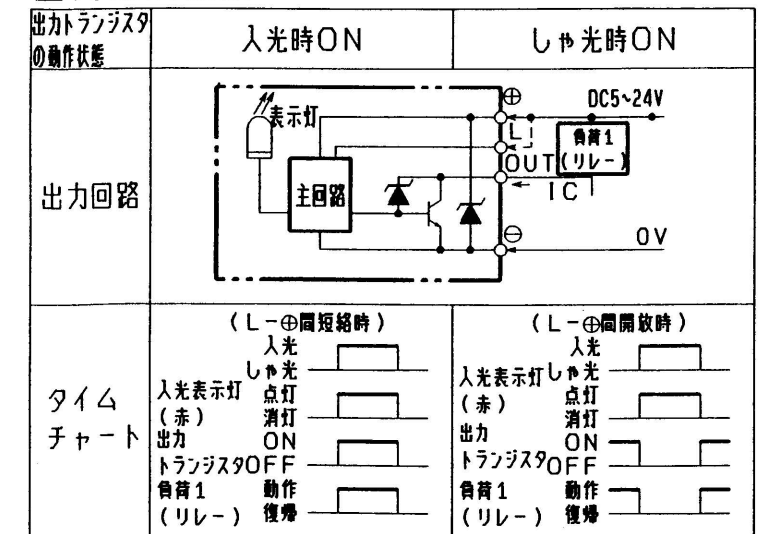 出力トランジスタ
の動作状態
入光時ON
しゃ光時ON
出力回路
表示灯
主回路
⊕
L
OUT
IC
DC5~24V
負荷1
(リレー)
⊖
0V
タイム
チャート
(L-⊕間短絡時)
入光
しゃ光
入光表示灯 点灯
(赤) 消灯
出力 ON
トランジスタOFF
負荷1 動作
(リレー) 復帰
(L-⊕間開放時)
入光
しゃ光
入光表示灯 点灯
(赤) 消灯
出力 ON
トランジスタOFF
負荷1 動作
(リレー) 復帰